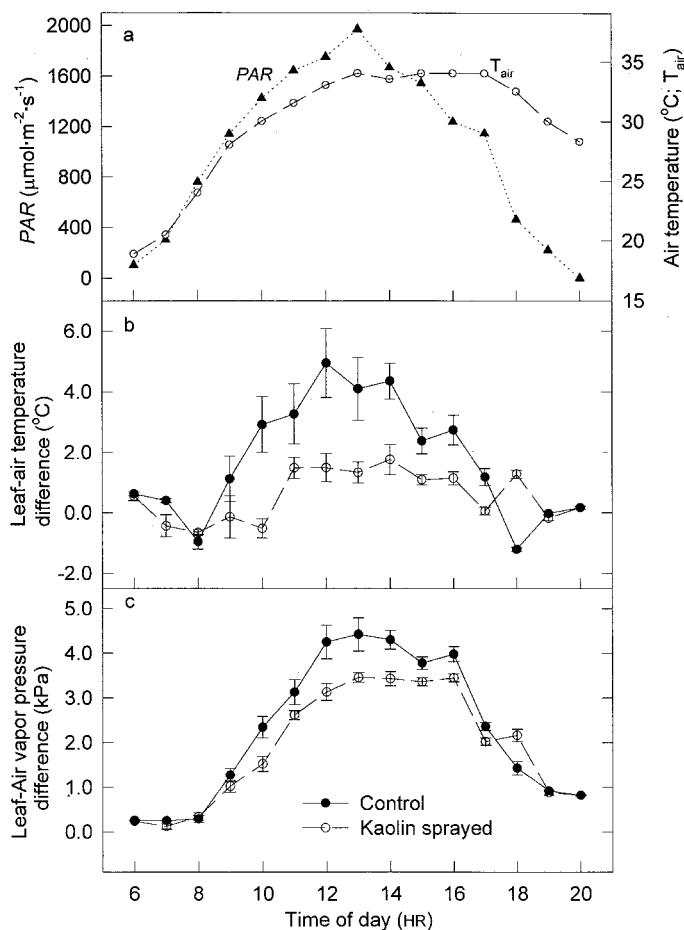 a
PAR
T_air
2000
1600
1200
800
400
0
PAR (μmol·m⁻²·s⁻¹)
35
30
25
20
15
Air temperature (°C; T_air)
b
6.0
4.0
2.0
0.0
-2.0
Leaf-air temperature
difference (°C)
c
5.0
4.0
3.0
2.0
1.0
0.0
Leaf-Air vapor pressure
difference (kPa)
Control
Kaolin sprayed
6 8 10 12 14 16 18 20
Time of day (HR)